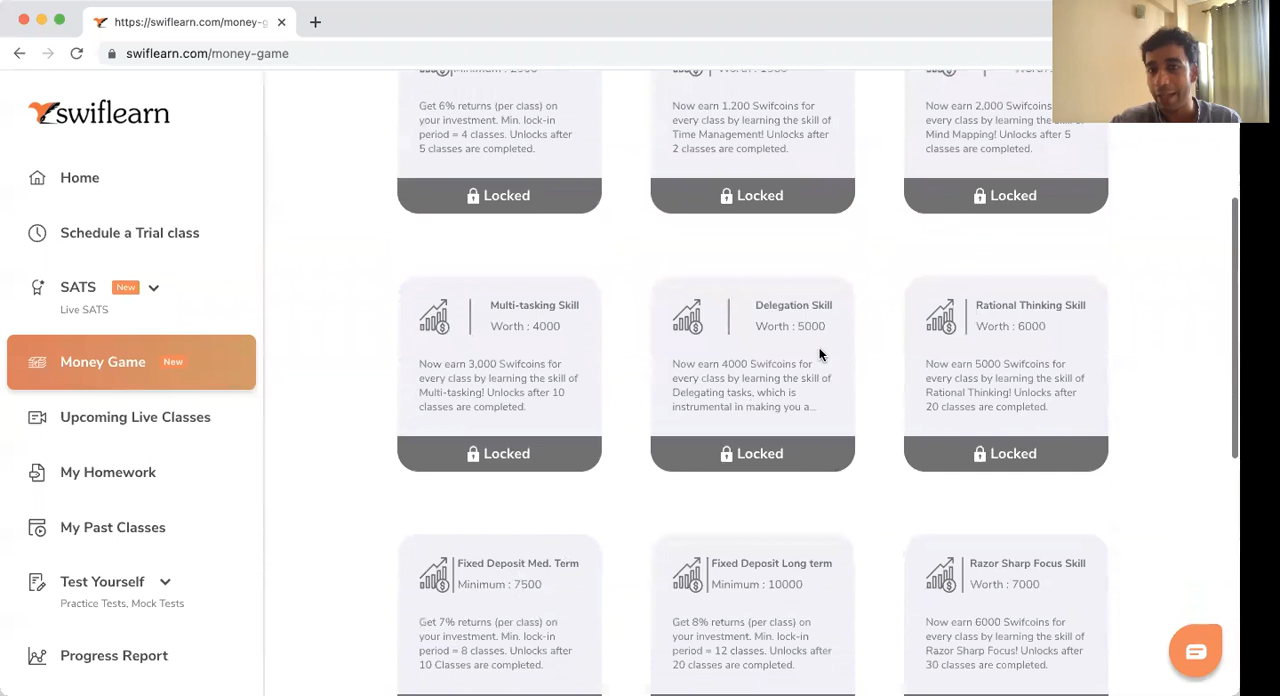 https://swiflearn.com/money-g
swiflearn.com/money-game
swiflearn
Home
Schedule a Trial class
SATS New
Live SATS
Money Game New
Upcoming Live Classes
My Homework
My Past Classes
Test Yourself
Practice Tests, Mock Tests
Progress Report
Get 6% returns (per class) on
your investment. Min. lock-in
period = 4 classes. Unlocks after
5 classes are completed.
Locked
Now earn 1,200 Swifcoins for
every class by learning the skill of
Time Management! Unlocks after
2 classes are completed.
Locked
Now earn 2,000 Swifcoins
every class by learning the skill of
Mind Mapping! Unlocks after 5
classes are completed.
Locked
Multi-tasking Skill
Worth : 4000
Now earn 3,000 Swifcoins for
every class by learning the skill of
Multi-tasking! Unlocks after 10
classes are completed.
Locked
Delegation Skill
Worth : 5000
Now earn 4000 Swifcoins for
every class by learning the skill of
Delegating tasks, which is
instrumental in making you a...
Locked
Rational Thinking Skill
Worth : 6000
Now earn 5000 Swifcoins for
every class by learning the skill of
Rational Thinking! Unlocks after
20 classes are completed.
Locked
Fixed Deposit Med. Term
Minimum : 7500
Get 7% returns (per class) on
your investment. Min. lock-in
period = 8 classes. Unlocks after
10 Classes are completed.
Fixed Deposit Long term
Minimum : 10000
Get 8% returns (per class) on
your investment. Min. lock-in
period = 12 classes. Unlocks after
20 classes are completed.
Razor Sharp Focus Skill
Worth : 7000
Now earn 6000 Swifcoins for
every class by learning the skill of
Razor Sharp Focus! Unlocks after
30 classes are completed.